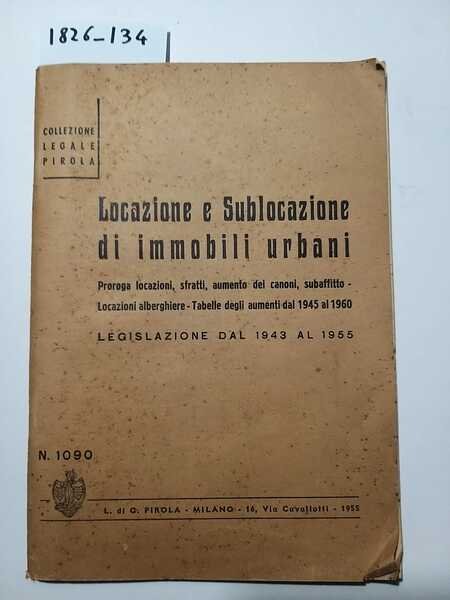 1826-134
COLLEZIONE
LEGALE
PIROLA
Locazione e Sublocazione
di immobili urbani
Proroga locazioni, sfratti, aumento dei canoni, subaffitto -
Locazioni alberghiere - Tabelle degli aumenti dal 1945 al 1960
LEGISLAZIONE DAL 1943 AL 1955
N. 1090
L. di G. PIROLA - MILANO - 16, Via Cavallotti - 1955